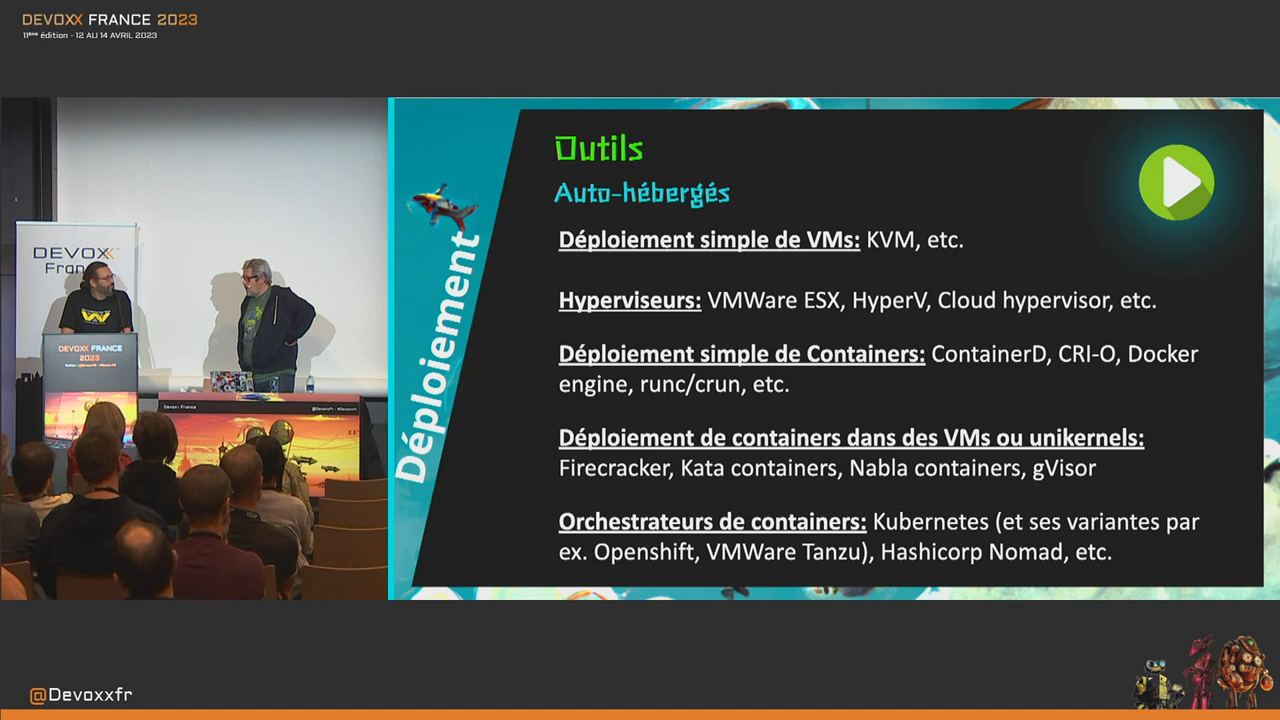 DEVOXX FRANCE 2023
11ème édition - 12 AU 14 AVRIL 2023
DEVOXX
France
DEVOXX FRANCE
2023
Devoxx France
Déploiement
Outils
Auto-hébergés
Déploiement simple de VMs: KVM, etc.
Hyperviseurs: VMWare ESX, HyperV, Cloud hypervisor, etc.
Déploiement simple de Containers: ContainerD, CRI-O, Docker
engine, runc/crun, etc.
Déploiement de containers dans des VMs ou unikernels:
Firecracker, Kata containers, Nabla containers, gVisor
Orchestrateurs de containers: Kubernetes (et ses variantes par
ex. Openshift, VMWare Tanzu), Hashicorp Nomad, etc.
@Devoxxfr